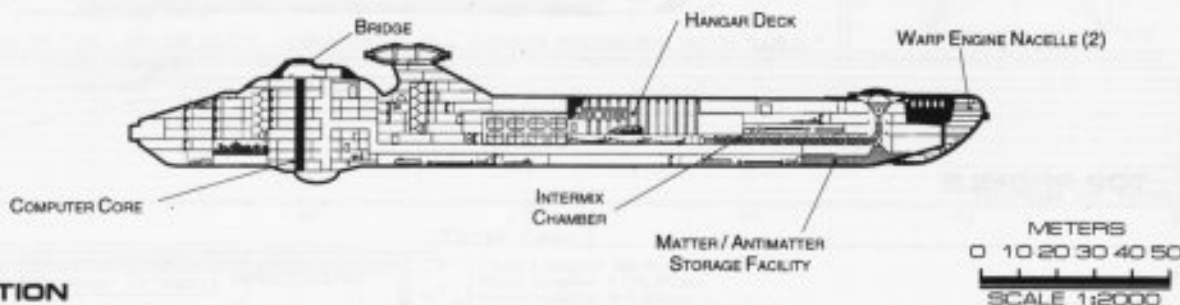 BRIDGE
HANGAR DECK
WARP ENGINE NACELLE (2)
COMPUTER CORE
INTERMIX
CHAMBER
MATTER / ANTIMATTER
STORAGE FACILITY
METERS
0 10 20 30 40 50
SCALE 1:2000
TION